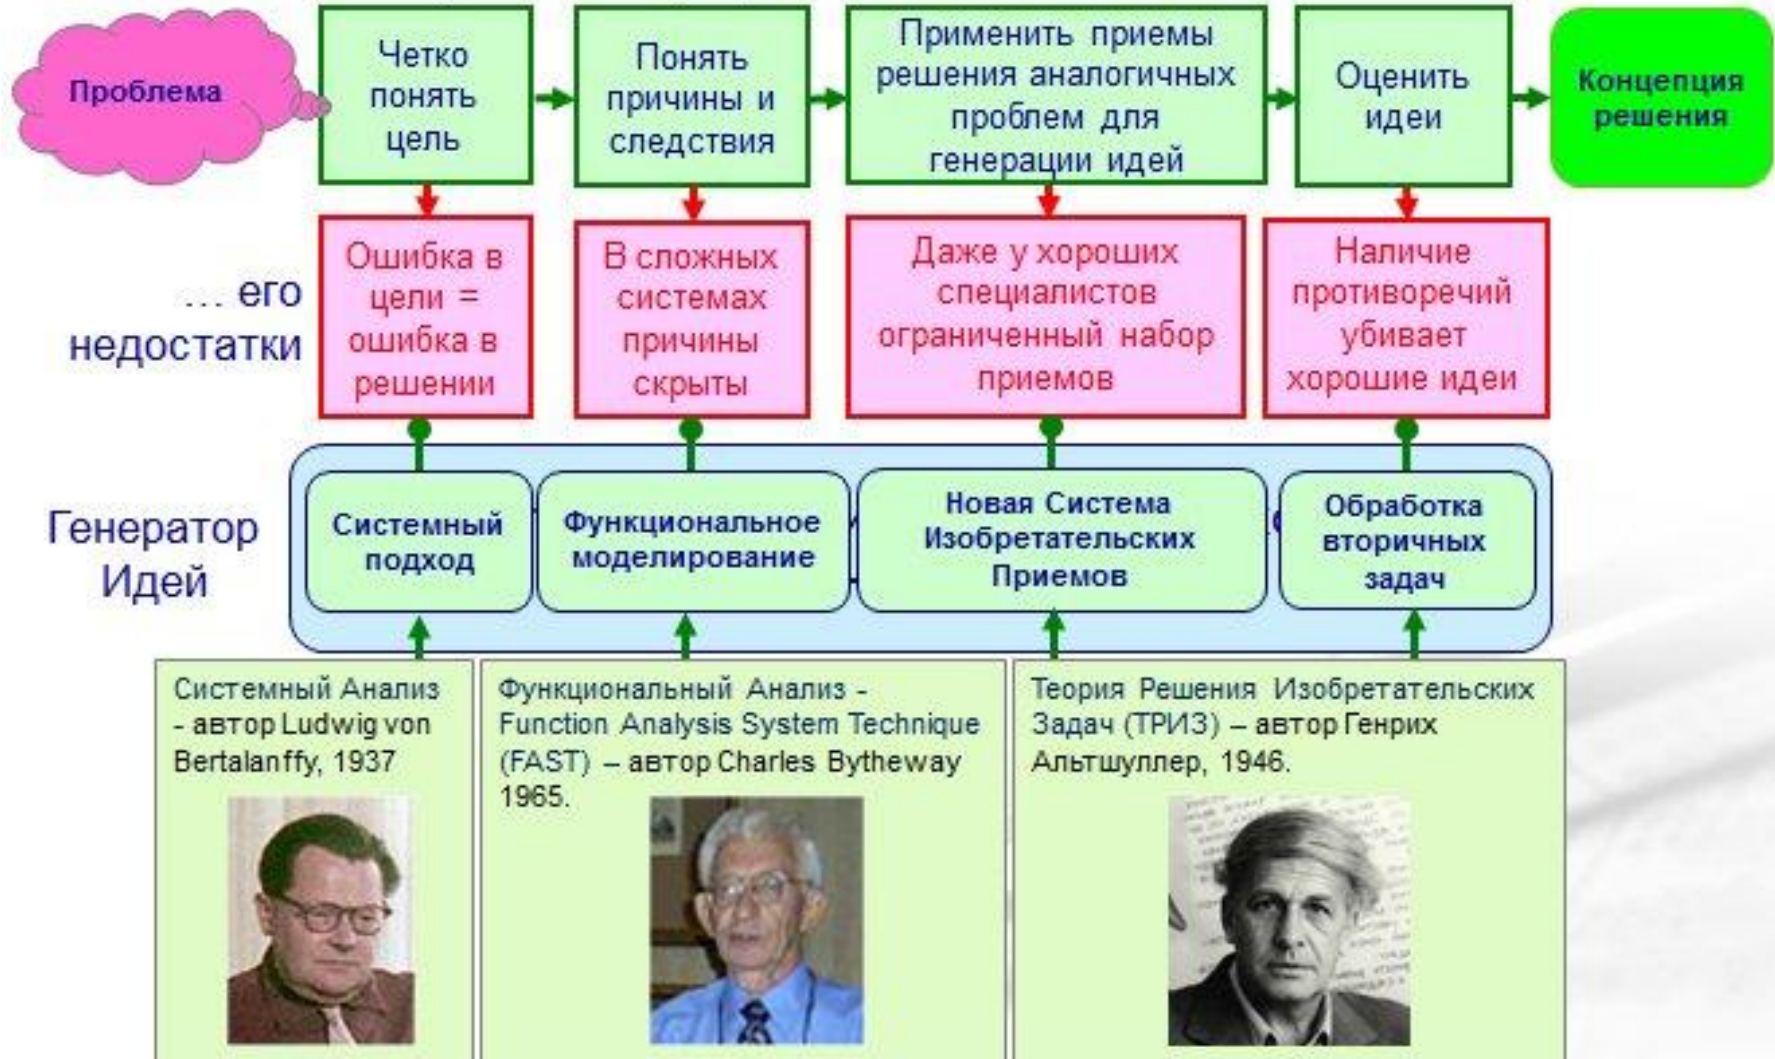 Проблема
Четко
понять
цель
Понять
причины и
следствия
Применить приемы
решения аналогичных
проблем для
генерации идей
Оценить
идеи
Концепция
решения
... его
недостатки
Ошибка в
цели =
ошибка в
решении
В сложных
системах
причины
скрыты
Даже у хороших
специалистов
ограниченный набор
приемов
Наличие
противоречий
убивает
хорошие идеи
Генератор
Идей
Системный
подход
Функциональное
моделирование
Новая Система
Изобретательских
Приемов
Обработка
вторичных
задач
Системный Анализ
- автор Ludwig von
Bertalanffy, 1937
Функциональный Анализ -
Function Analysis System Technique
(FAST) – автор Charles Bytheway
1965.
Теория Решения Изобретательских
Задач (ТРИЗ) – автор Генрих
Альтшуллер, 1946.